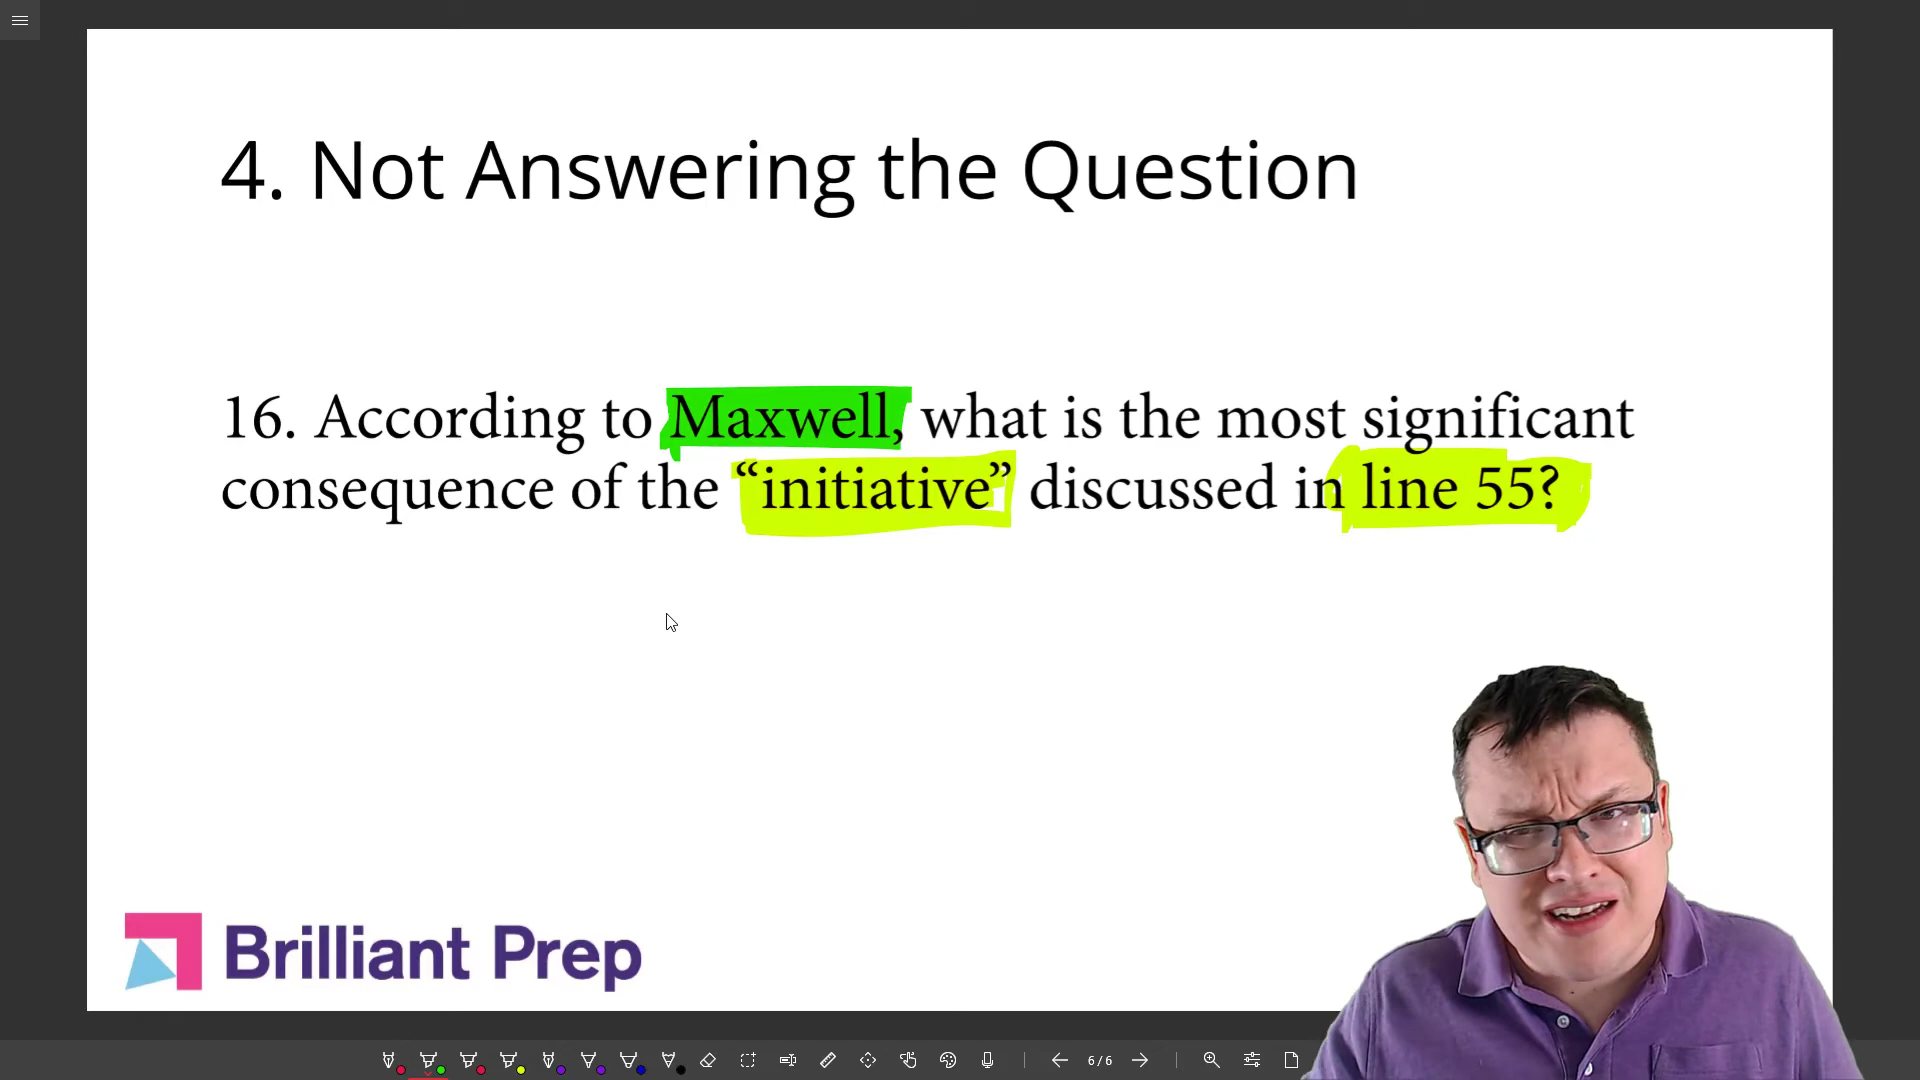 4. Not Answering the Question
16. According to Maxwell, what is the most significant
consequence of the “initiative” discussed in line 55?
Brilliant Prep
6/6